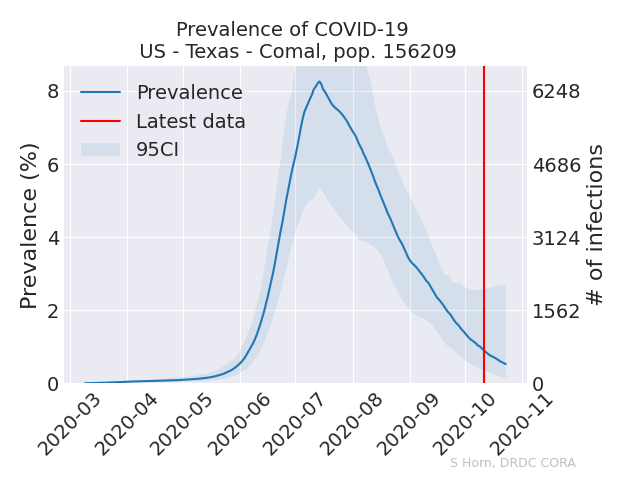 Prevalence of COVID-19
US - Texas - Comal, pop. 156209
Prevalence (%)
8
6
4
2
0
Prevalence
Latest data
95CI
6248
4686
3124
1562
0
# of infections
2020-03
2020-04
2020-05
2020-06
2020-07
2020-08
2020-09
2020-10
2020-11
S Horn, DRDC CORA